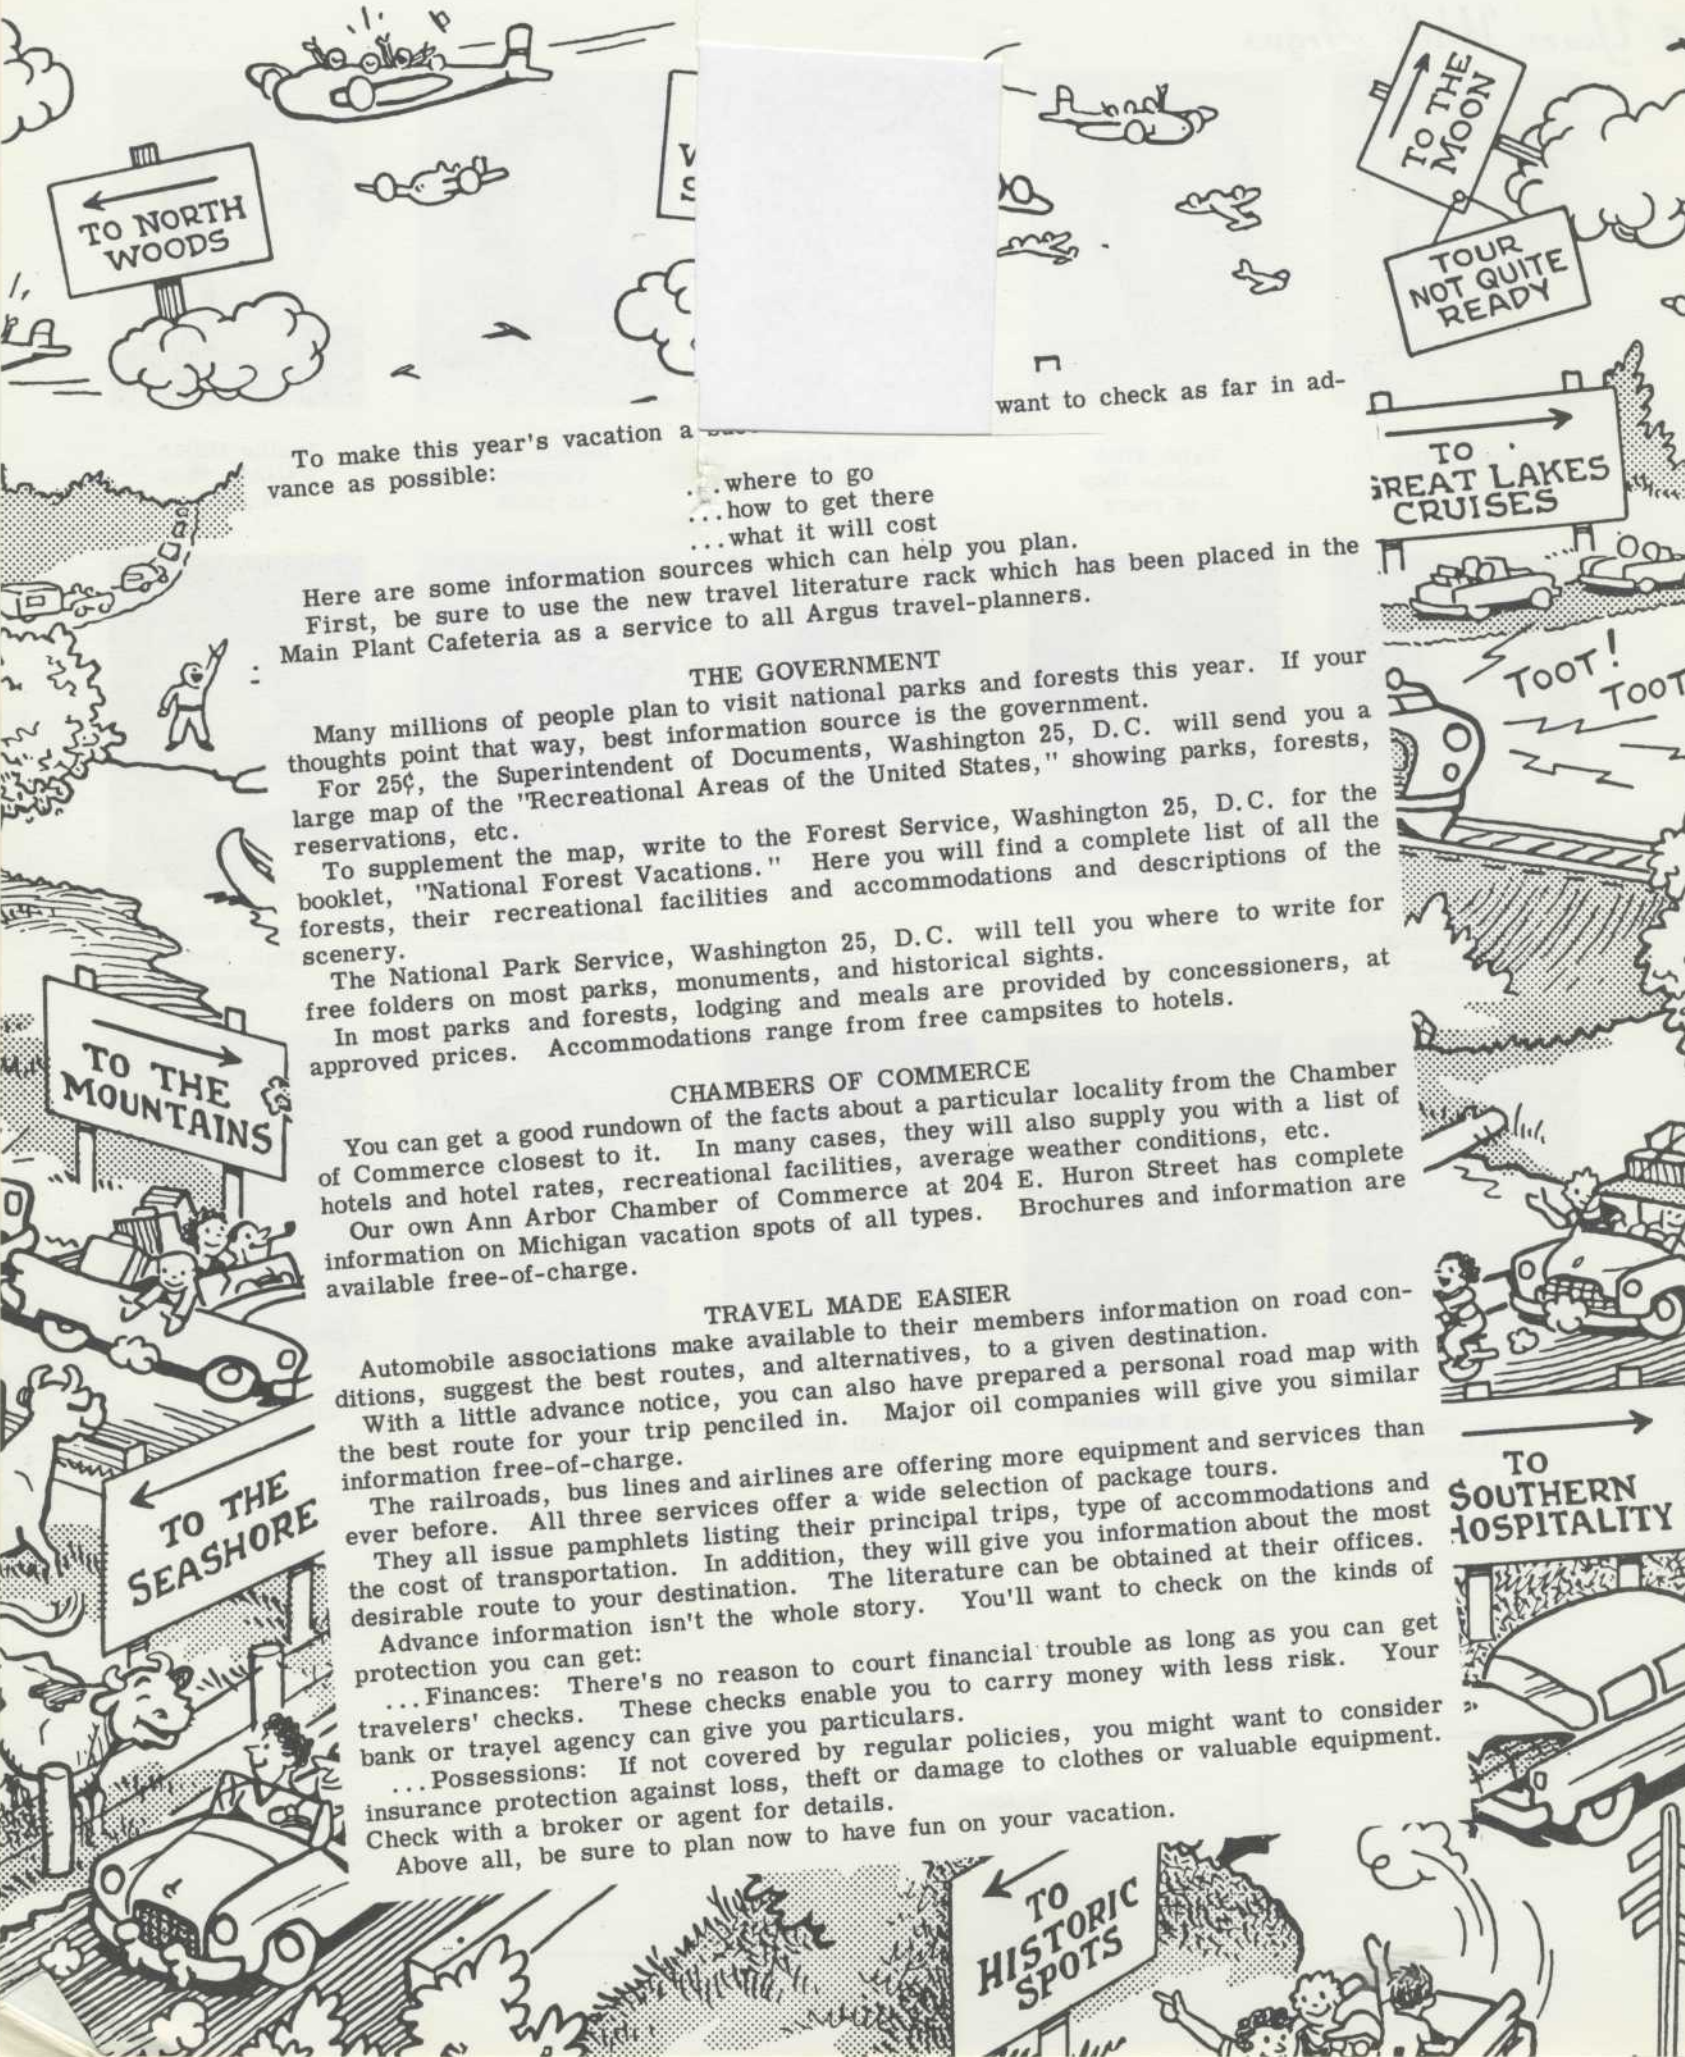 TO NORTH
WOODS
TO THE
MOON
TOUR
NOT QUITE
READY
TO
GREAT LAKES
CRUISES
To make this year's vacation a
want to check as far in ad-
vance as possible:
...where to go
...how to get there
...what it will cost
Here are some information sources which can help you plan.
First, be sure to use the new travel literature rack which has been placed in the
Main Plant Cafeteria as a service to all Argus travel-planners.
TOOT!
TOOT
THE GOVERNMENT
Many millions of people plan to visit national parks and forests this year. If your
thoughts point that way, best information source is the government.
For 25¢, the Superintendent of Documents, Washington 25, D.C. will send you a
large map of the "Recreational Areas of the United States," showing parks, forests,
reservations, etc.
To supplement the map, write to the Forest Service, Washington 25, D.C. for the
booklet, "National Forest Vacations." Here you will find a complete list of all the
forests, their recreational facilities and accommodations and descriptions of the
scenery.
The National Park Service, Washington 25, D.C. will tell you where to write for
free folders on most parks, monuments, and historical sights.
In most parks and forests, lodging and meals are provided by concessioners, at
approved prices. Accommodations range from free campsites to hotels.
TO THE
MOUNTAINS
CHAMBERS OF COMMERCE
You can get a good rundown of the facts about a particular locality from the Chamber
of Commerce closest to it. In many cases, they will also supply you with a list of
hotels and hotel rates, recreational facilities, average weather conditions, etc.
Our own Ann Arbor Chamber of Commerce at 204 E. Huron Street has complete
information on Michigan vacation spots of all types. Brochures and information are
available free-of-charge.
TRAVEL MADE EASIER
Automobile associations make available to their members information on road con-
ditions, suggest the best routes, and alternatives, to a given destination.
With a little advance notice, you can also have prepared a personal road map with
the best route for your trip penciled in. Major oil companies will give you similar
information free-of-charge.
The railroads, bus lines and airlines are offering more equipment and services than
ever before. All three services offer a wide selection of package tours.
They all issue pamphlets listing their principal trips, type of accommodations and
the cost of transportation. In addition, they will give you information about the most
desirable route to your destination. The literature can be obtained at their offices.
Advance information isn't the whole story. You'll want to check on the kinds of
protection you can get:
...Finances: There's no reason to court financial trouble as long as you can get
travelers' checks. These checks enable you to carry money with less risk. Your
bank or travel agency can give you particulars.
...Possessions: If not covered by regular policies, you might want to consider
insurance protection against loss, theft or damage to clothes or valuable equipment.
Check with a broker or agent for details.
Above all, be sure to plan now to have fun on your vacation.
TO THE
SEASHORE
TO
SOUTHERN
HOSPITALITY
TO
HISTORIC
SPOTS